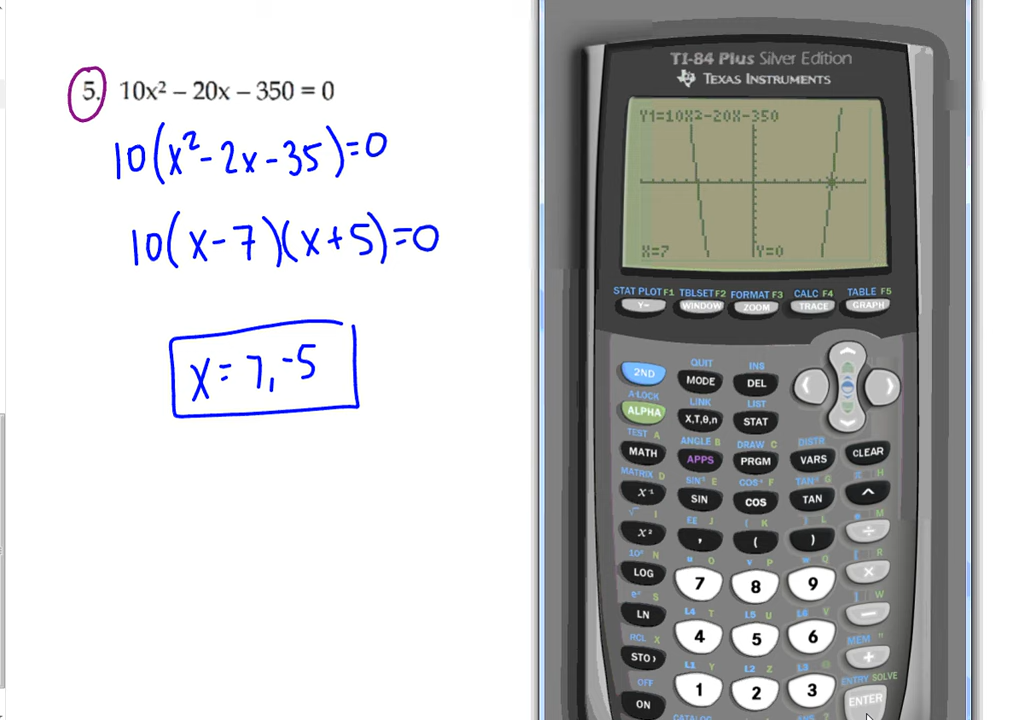 5. 10x² – 20x – 350 = 0
10(x²-2x-35)=0
10(x-7)(x+5)=0
x=7,-5
TI-84 Plus Silver Edition
TEXAS INSTRUMENTS
Y1=10X²-20X-350
X=7 Y=0
STAT PLOT F1 TBLSET F2 FORMAT F3 CALC F4 TABLE F5
Y= WINDOW ZOOM TRACE GRAPH
QUIT INS
2ND MODE DEL
A-LOCK LINK LIST
ALPHA X,T,θ,n STAT
TEST A ANGLE B DRAW C DISTR
MATH APPS PRGM VARS CLEAR
MATRIX D SIN⁻¹ E COS⁻¹ F TAN⁻¹ G H
X⁻¹ SIN COS TAN ^
√ I EE J { K } L M
X² , ( ) ÷
10ˣ N u O v P w Q [ R
LOG 7 8 9 ×
eˣ S L4 T L5 U L6 V ] W
LN 4 5 6 −
RCL X L1 Y L2 Z L3 MEM "
STO› 1 2 3 +
OFF ENTRY SOLVE
ON ENTER
CATALOG